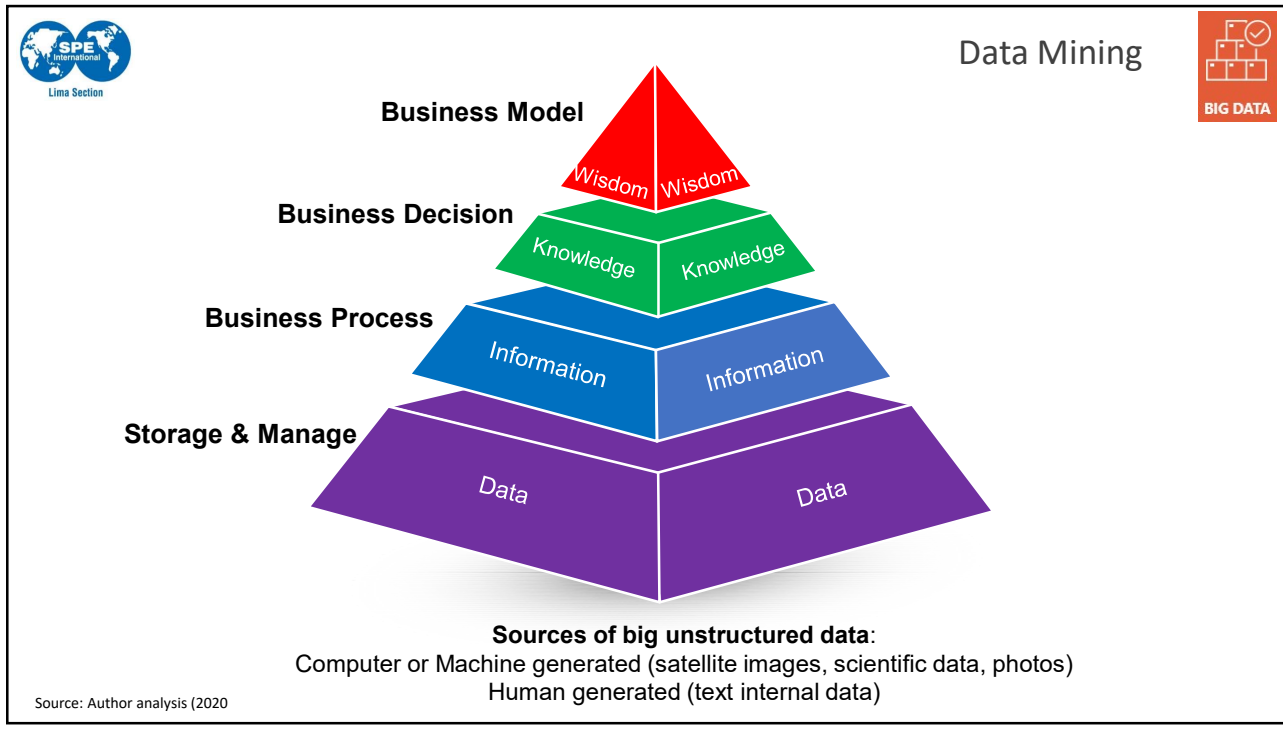 SPE
International
Lima Section
Data Mining
BIG DATA
Business Model
Wisdom Wisdom
Business Decision
Knowledge Knowledge
Business Process
Information Information
Storage & Manage
Data Data
Sources of big unstructured data:
Computer or Machine generated (satellite images, scientific data, photos)
Human generated (text internal data)
Source: Author analysis (2020